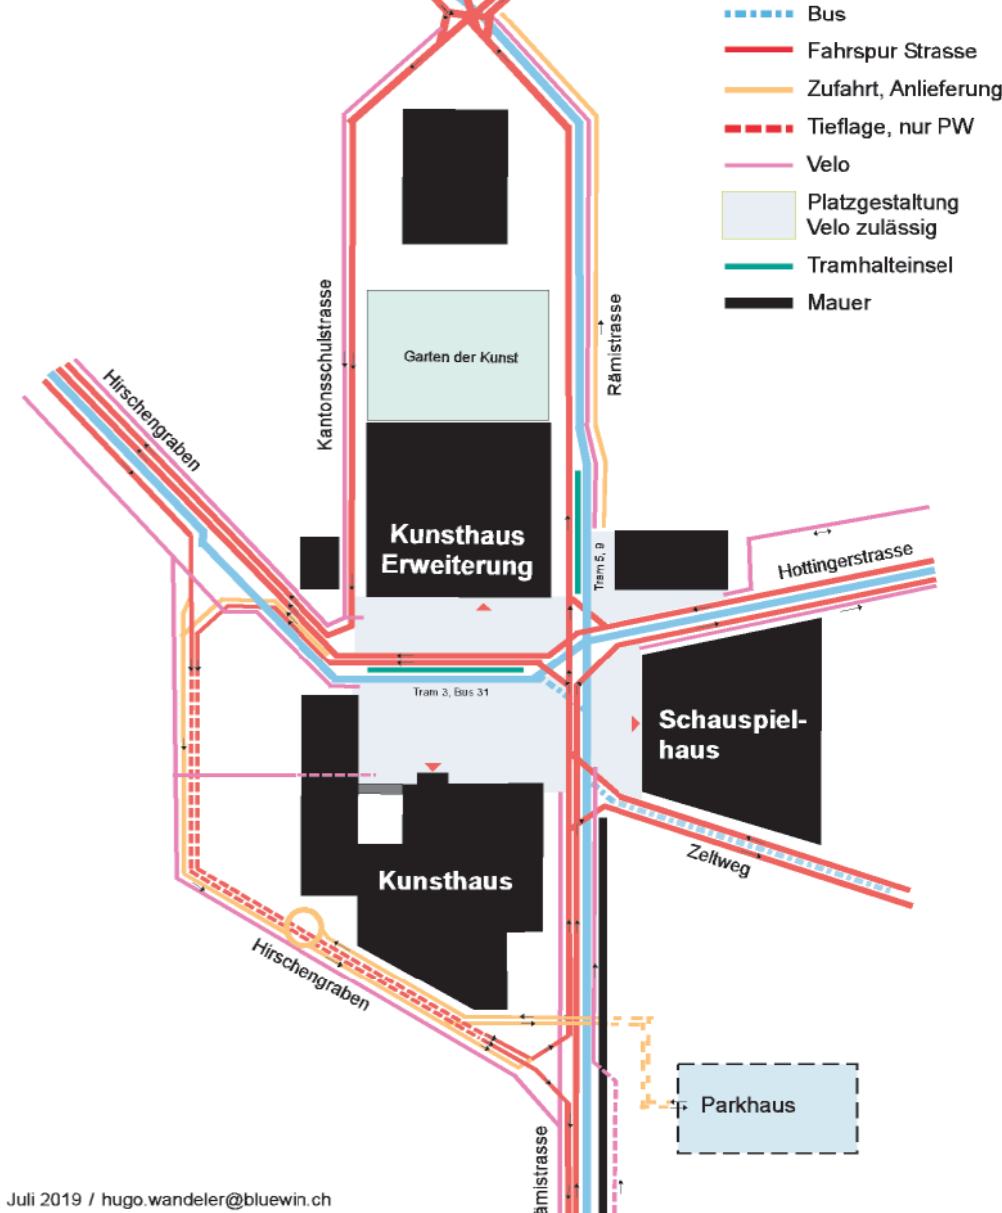 Bus
Fahrspur Strasse
Zufahrt, Anlieferung
Tieflage, nur PW
Velo
Platzgestaltung
Velo zulässig
Tramhalteinsel
Mauer
Kantonsschulstrasse
Rämistrasse
Garten der Kunst
Hirschengraben
Kunsthaus
Erweiterung
Tram 5, 9
Hottingerstrasse
Tram 3, Bus 31
Schauspiel-
haus
Zeltweg
Kunsthaus
Hirschengraben
Parkhaus
ämistrasse
Juli 2019 / hugo.wandeler@bluewin.ch